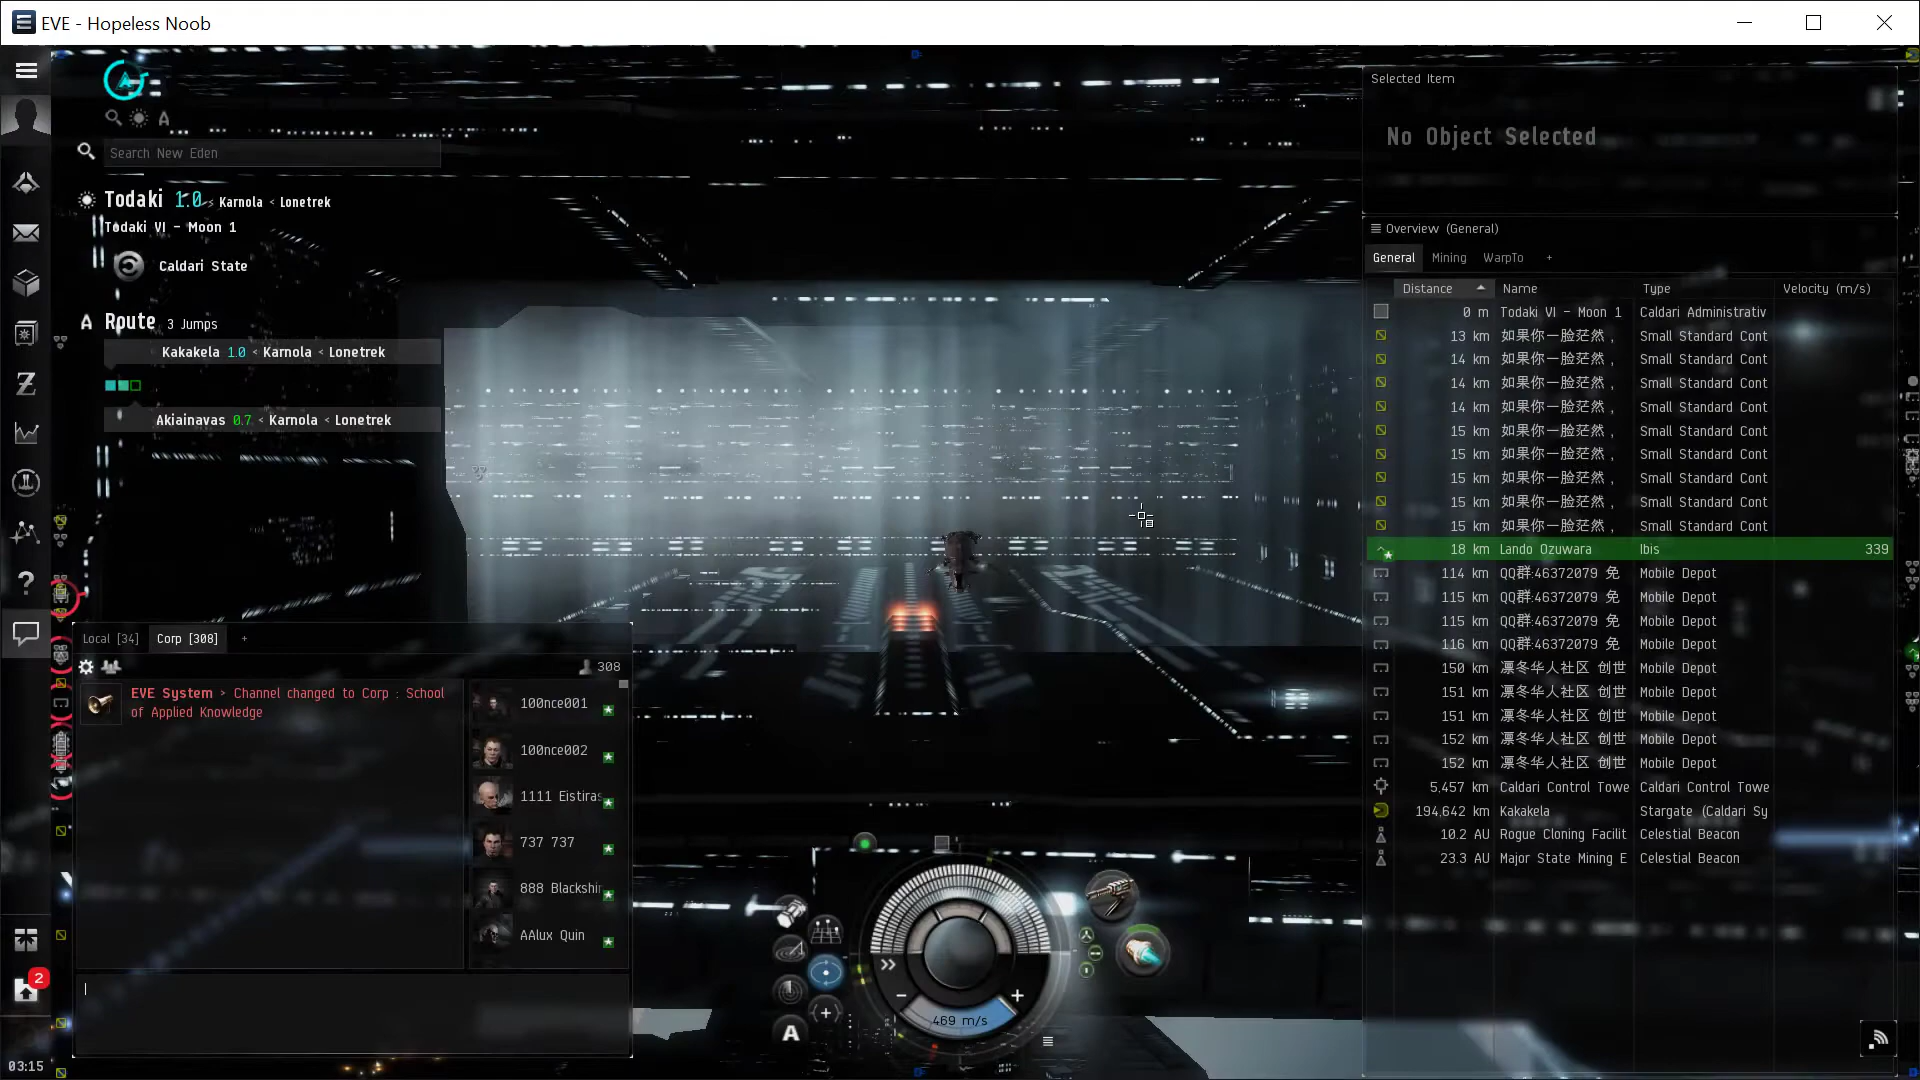 EVE - Hopeless Noob
Search New Eden
Todaki 1.0 < Karnola < Lonetrek
Todaki VI - Moon 1
Caldari State
Route 3 Jumps
Kakakela 1.0 < Karnola < Lonetrek
Akiainavas 0.7 < Karnola < Lonetrek
Selected Item
No Object Selected
Overview (General)
General Mining WarpTo +
Distance Name Type Velocity (m/s)
0 m Todaki VI - Moon 1 Caldari Administrativ
13 km 如果你一脸茫然， Small Standard Cont
14 km 如果你一脸茫然， Small Standard Cont
14 km 如果你一脸茫然， Small Standard Cont
14 km 如果你一脸茫然， Small Standard Cont
15 km 如果你一脸茫然， Small Standard Cont
15 km 如果你一脸茫然， Small Standard Cont
15 km 如果你一脸茫然， Small Standard Cont
15 km 如果你一脸茫然， Small Standard Cont
15 km 如果你一脸茫然， Small Standard Cont
18 km Lando Ozuwara Ibis 339
114 km QQ群:46372079 免 Mobile Depot
115 km QQ群:46372079 免 Mobile Depot
115 km QQ群:46372079 免 Mobile Depot
116 km QQ群:46372079 免 Mobile Depot
150 km 凛冬华人社区 创世 Mobile Depot
151 km 凛冬华人社区 创世 Mobile Depot
151 km 凛冬华人社区 创世 Mobile Depot
152 km 凛冬华人社区 创世 Mobile Depot
152 km 凛冬华人社区 创世 Mobile Depot
5,457 km Caldari Control Towe Caldari Control Towe
194,642 km Kakakela Stargate (Caldari Sy
10.2 AU Rogue Cloning Facilit Celestial Beacon
23.3 AU Major State Mining E Celestial Beacon
Local [34] Corp [308] +
308
EVE System > Channel changed to Corp : School
of Applied Knowledge
100nce001
100nce002
1111 Eistiras
737 737
888 Blackshi
AAlux Quin
469 m/s
A
2
03:15